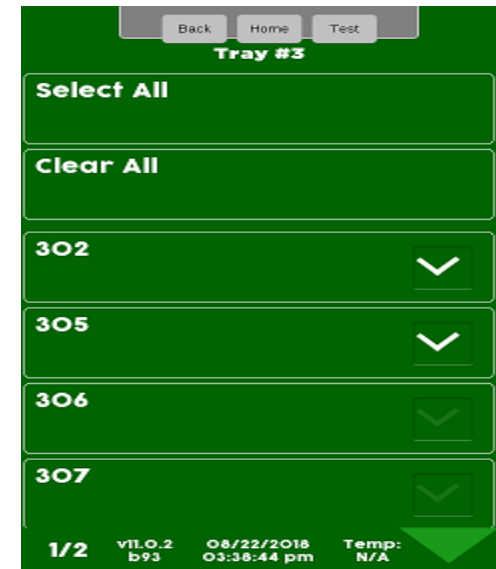 Back Home Test
Tray #3
Select All
Clear All
302
305
306
307
1/2 v11.0.2 08/22/2018 Temp:
b93 03:38:44 pm N/A